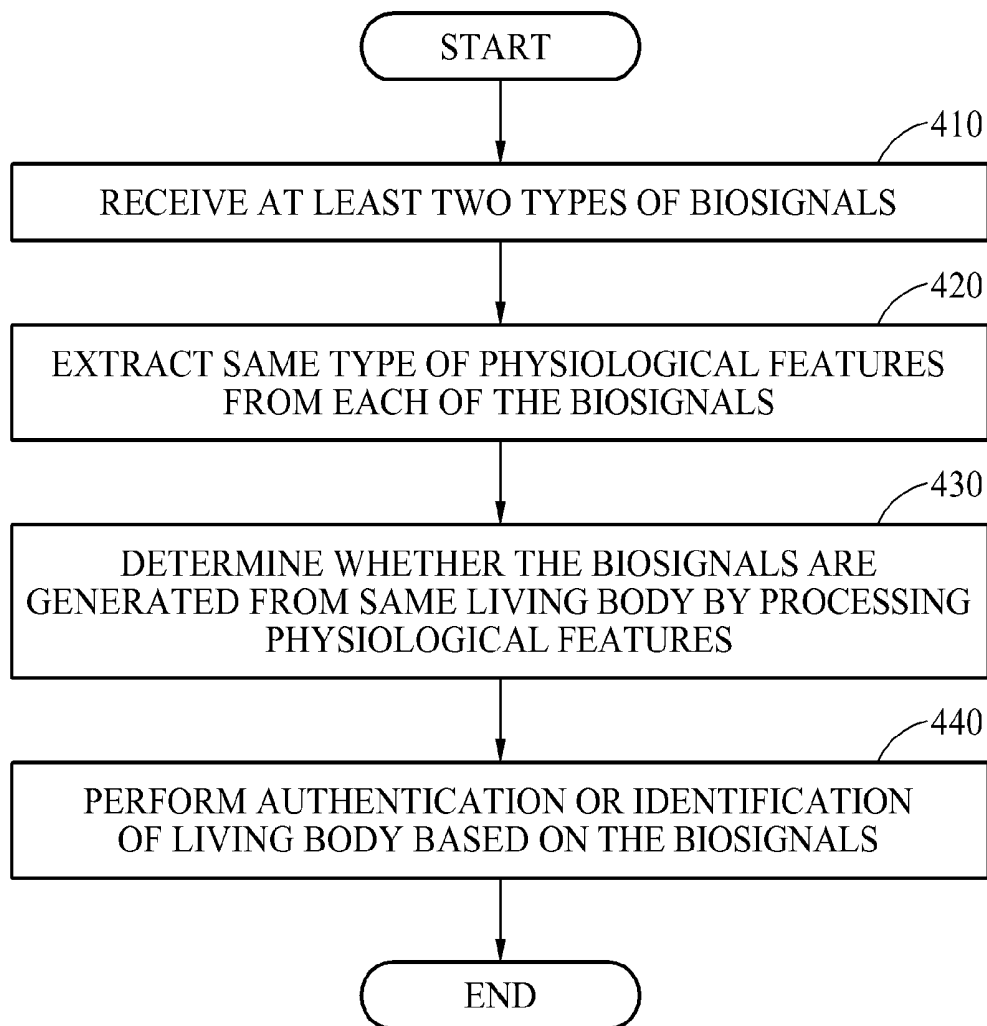 START
410
RECEIVE AT LEAST TWO TYPES OF BIOSIGNALS
420
EXTRACT SAME TYPE OF PHYSIOLOGICAL FEATURES
FROM EACH OF THE BIOSIGNALS
430
DETERMINE WHETHER THE BIOSIGNALS ARE
GENERATED FROM SAME LIVING BODY BY PROCESSING
PHYSIOLOGICAL FEATURES
440
PERFORM AUTHENTICATION OR IDENTIFICATION
OF LIVING BODY BASED ON THE BIOSIGNALS
END